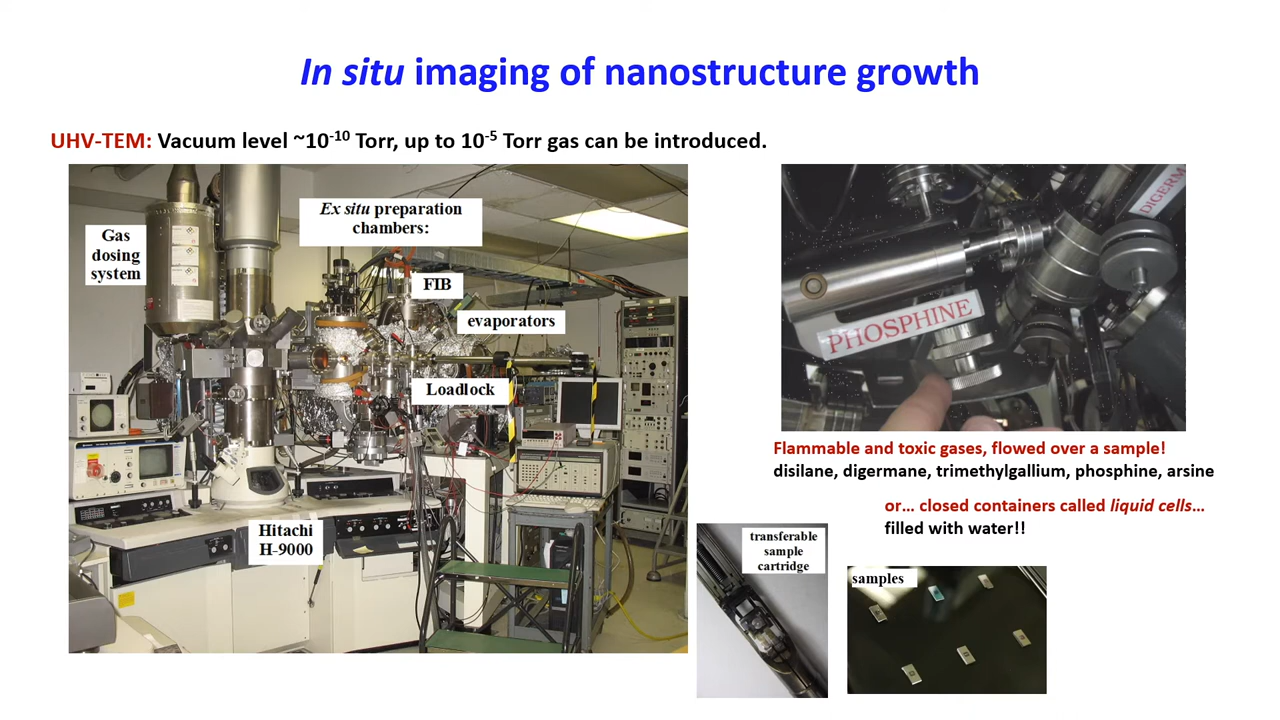 In situ imaging of nanostructure growth
UHV-TEM: Vacuum level ~10-10 Torr, up to 10-5 Torr gas can be introduced.
Gas
dosing
system
Ex situ preparation
chambers:
FIB
evaporators
Loadlock
Hitachi
H-9000
PHOSPHINE
DIGERM
Flammable and toxic gases, flowed over a sample!
disilane, digermane, trimethylgallium, phosphine, arsine
or... closed containers called liquid cells...
filled with water!!
transferable
sample
cartridge
samples